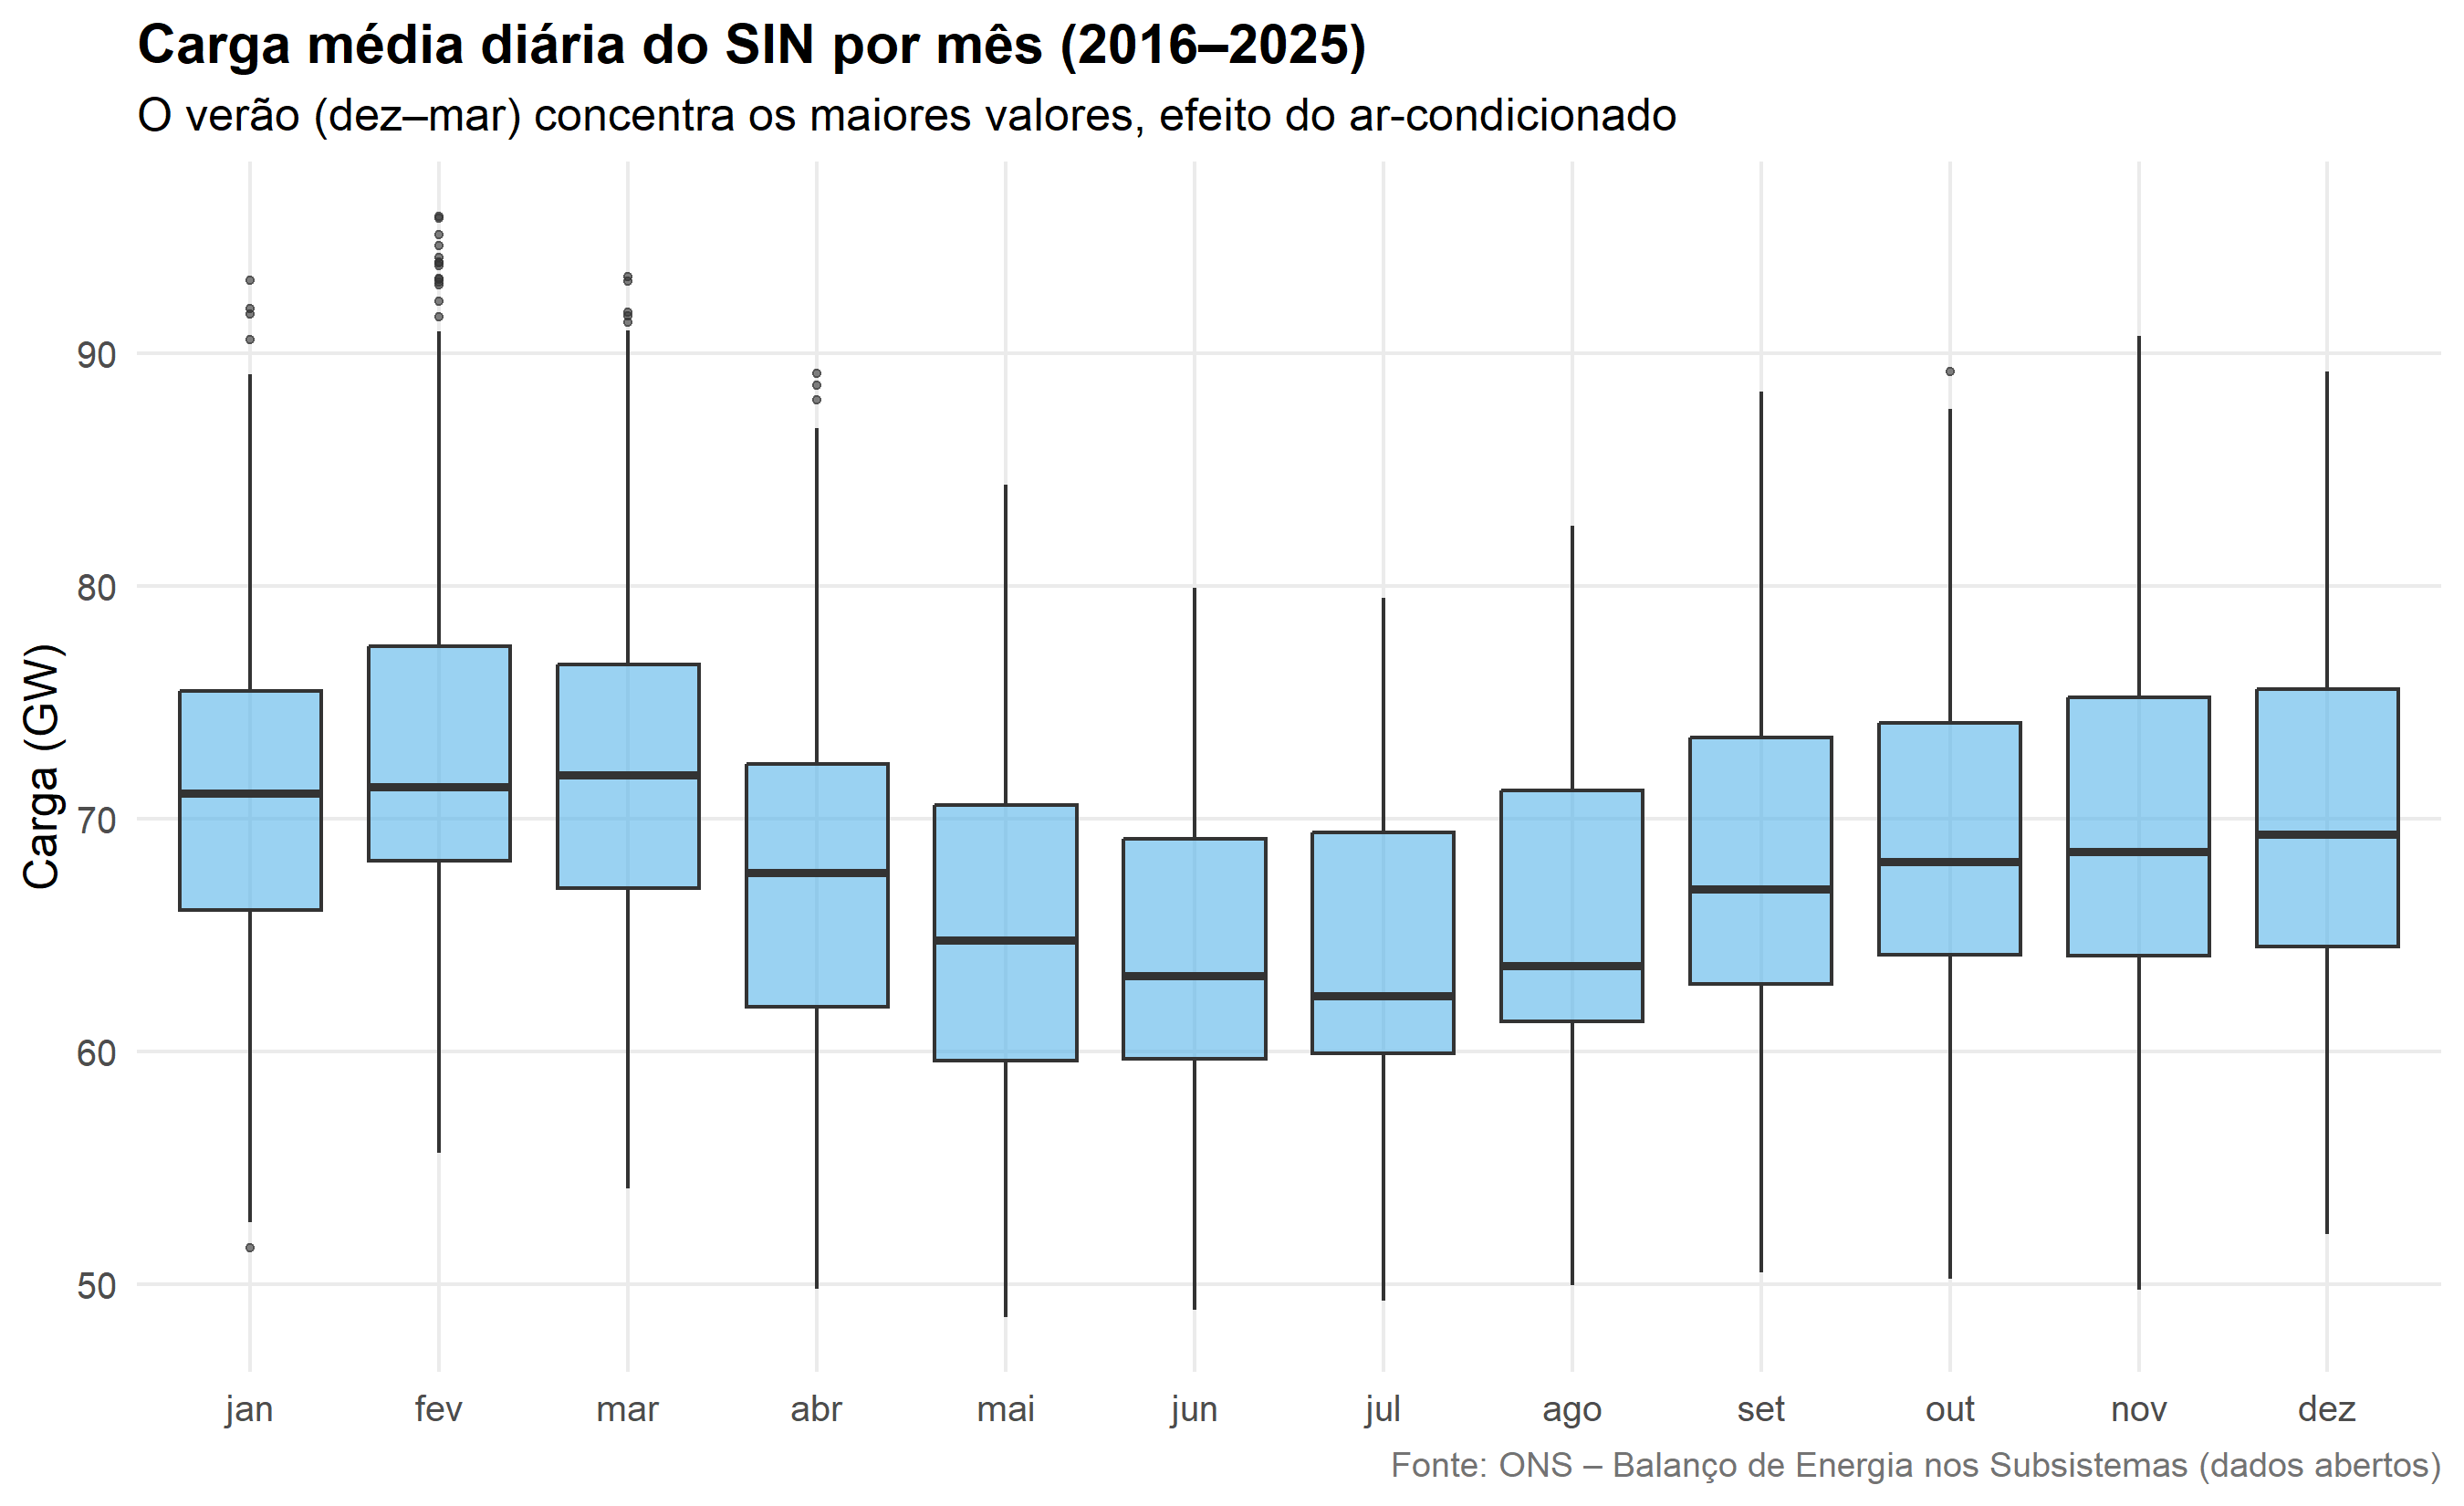 Carga média diária do SIN por mês (2016–2025)
O verão (dez–mar) concentra os maiores valores, efeito do ar-condicionado
Carga (GW)
90
80
70
60
50
jan fev mar abr mai jun jul ago set out nov dez
Fonte: ONS – Balanço de Energia nos Subsistemas (dados abertos)